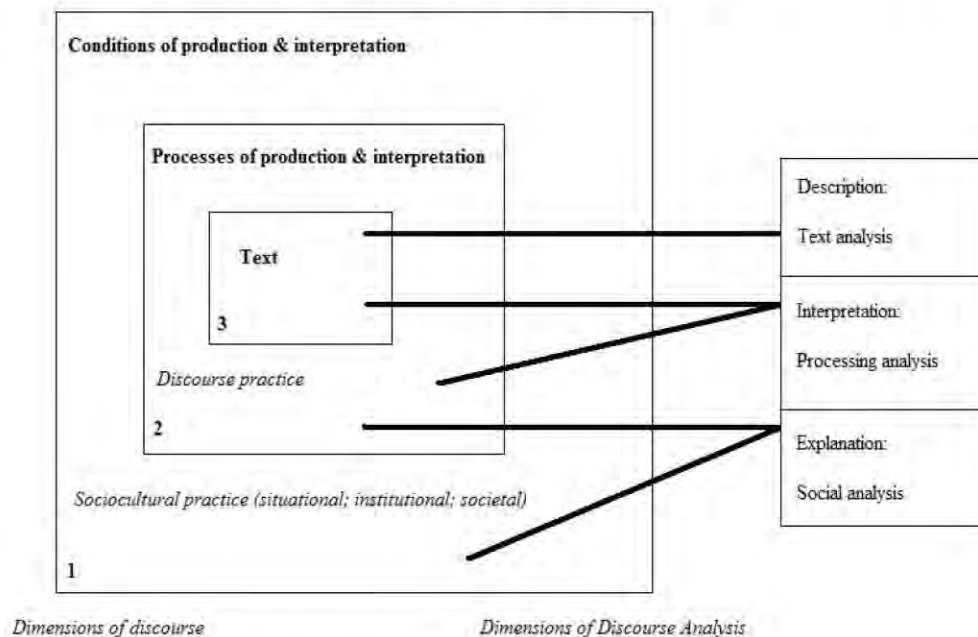 Conditions of production & interpretation
Processes of production & interpretation
Text
3
Discourse practice
2
Sociocultural practice (situational; institutional; societal)
1
Description:
Text analysis
Interpretation:
Processing analysis
Explanation:
Social analysis
Dimensions of discourse
Dimensions of Discourse Analysis